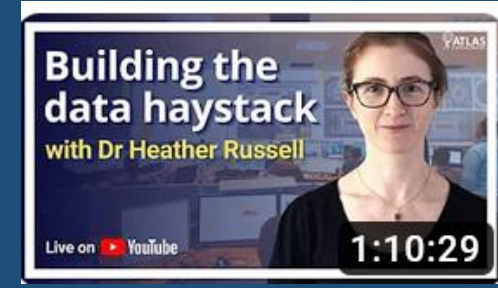 ATLAS
Building the
data haystack
with Dr Heather Russell
Live on YouTube
1:10:29